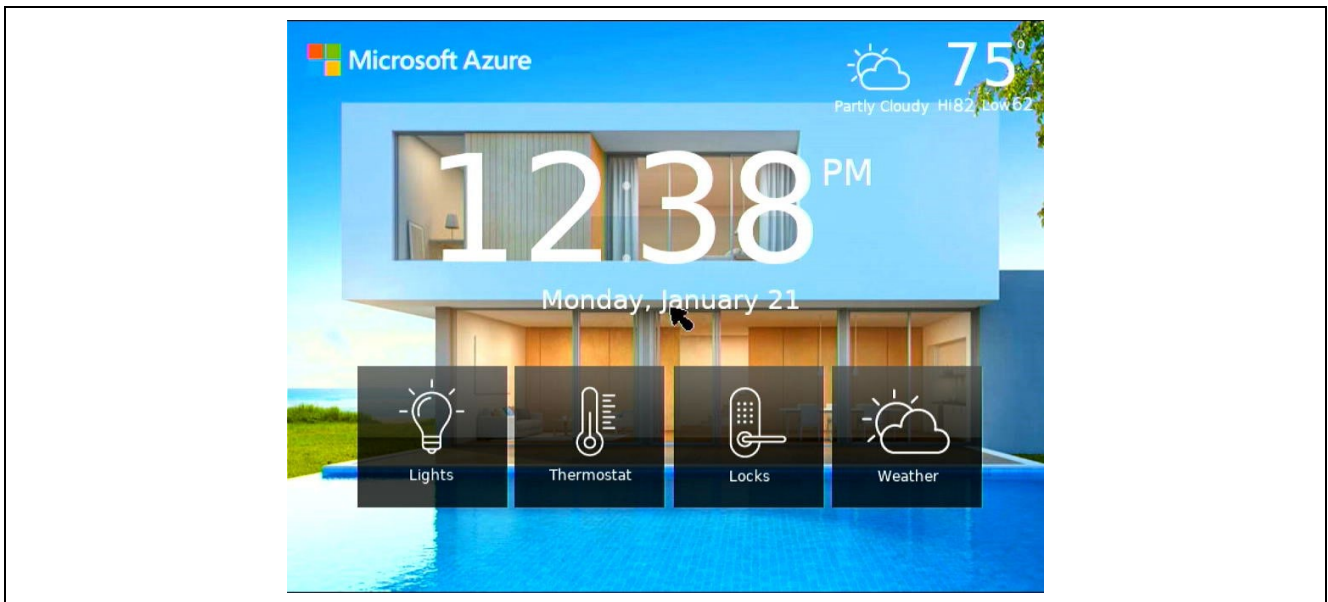 Microsoft Azure
75°
Partly Cloudy Hi82 Low62
12:38 PM
Monday, January 21
Lights Thermostat Locks Weather